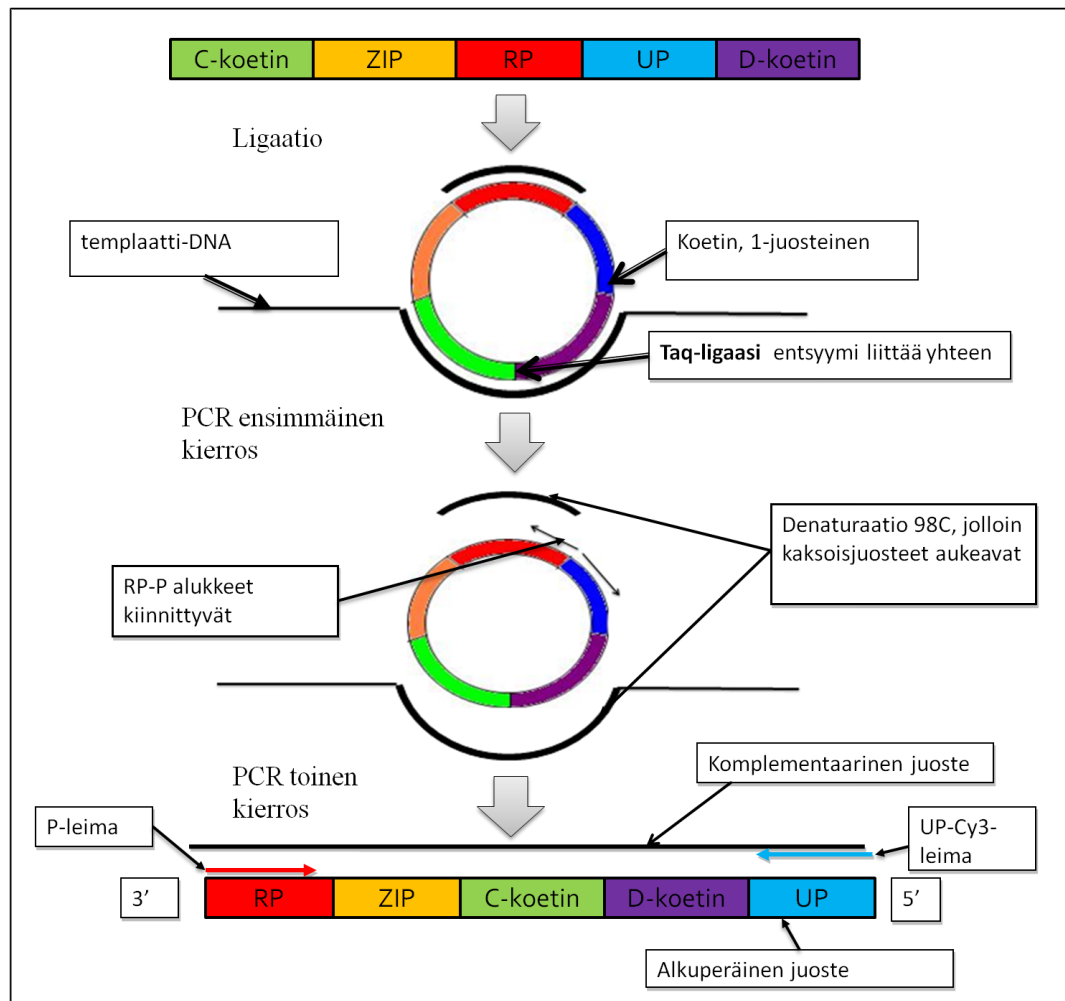 C-koetin ZIP RP UP D-koetin
Ligaatio
templaatti-DNA
Koetin, 1-juosteinen
Taq-ligaasi entsyymi liittää yhteen
PCR ensimmäinen
kierros
Denaturaatio 98C, jolloin
kaksoisjuosteet aukeavat
RP-P alukkeet
kiinnittyvät
PCR toinen
kierros
Komplementaarinen juoste
P-leima
UP-Cy3-
leima
3’ RP ZIP C-koetin D-koetin UP 5’
Alkuperäinen juoste